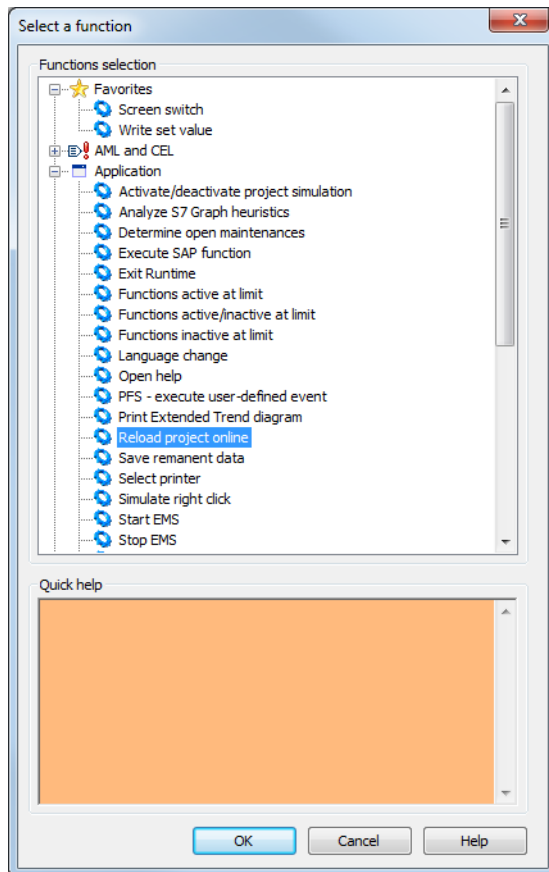 Select a function
Functions selection
Favorites
Screen switch
Write set value
AML and CEL
Application
Activate/deactivate project simulation
Analyze S7 Graph heuristics
Determine open maintenances
Execute SAP function
Exit Runtime
Functions active at limit
Functions active/inactive at limit
Functions inactive at limit
Language change
Open help
PFS - execute user-defined event
Print Extended Trend diagram
Reload project online
Save remanent data
Select printer
Simulate right click
Start EMS
Stop EMS
Quick help
OK Cancel Help